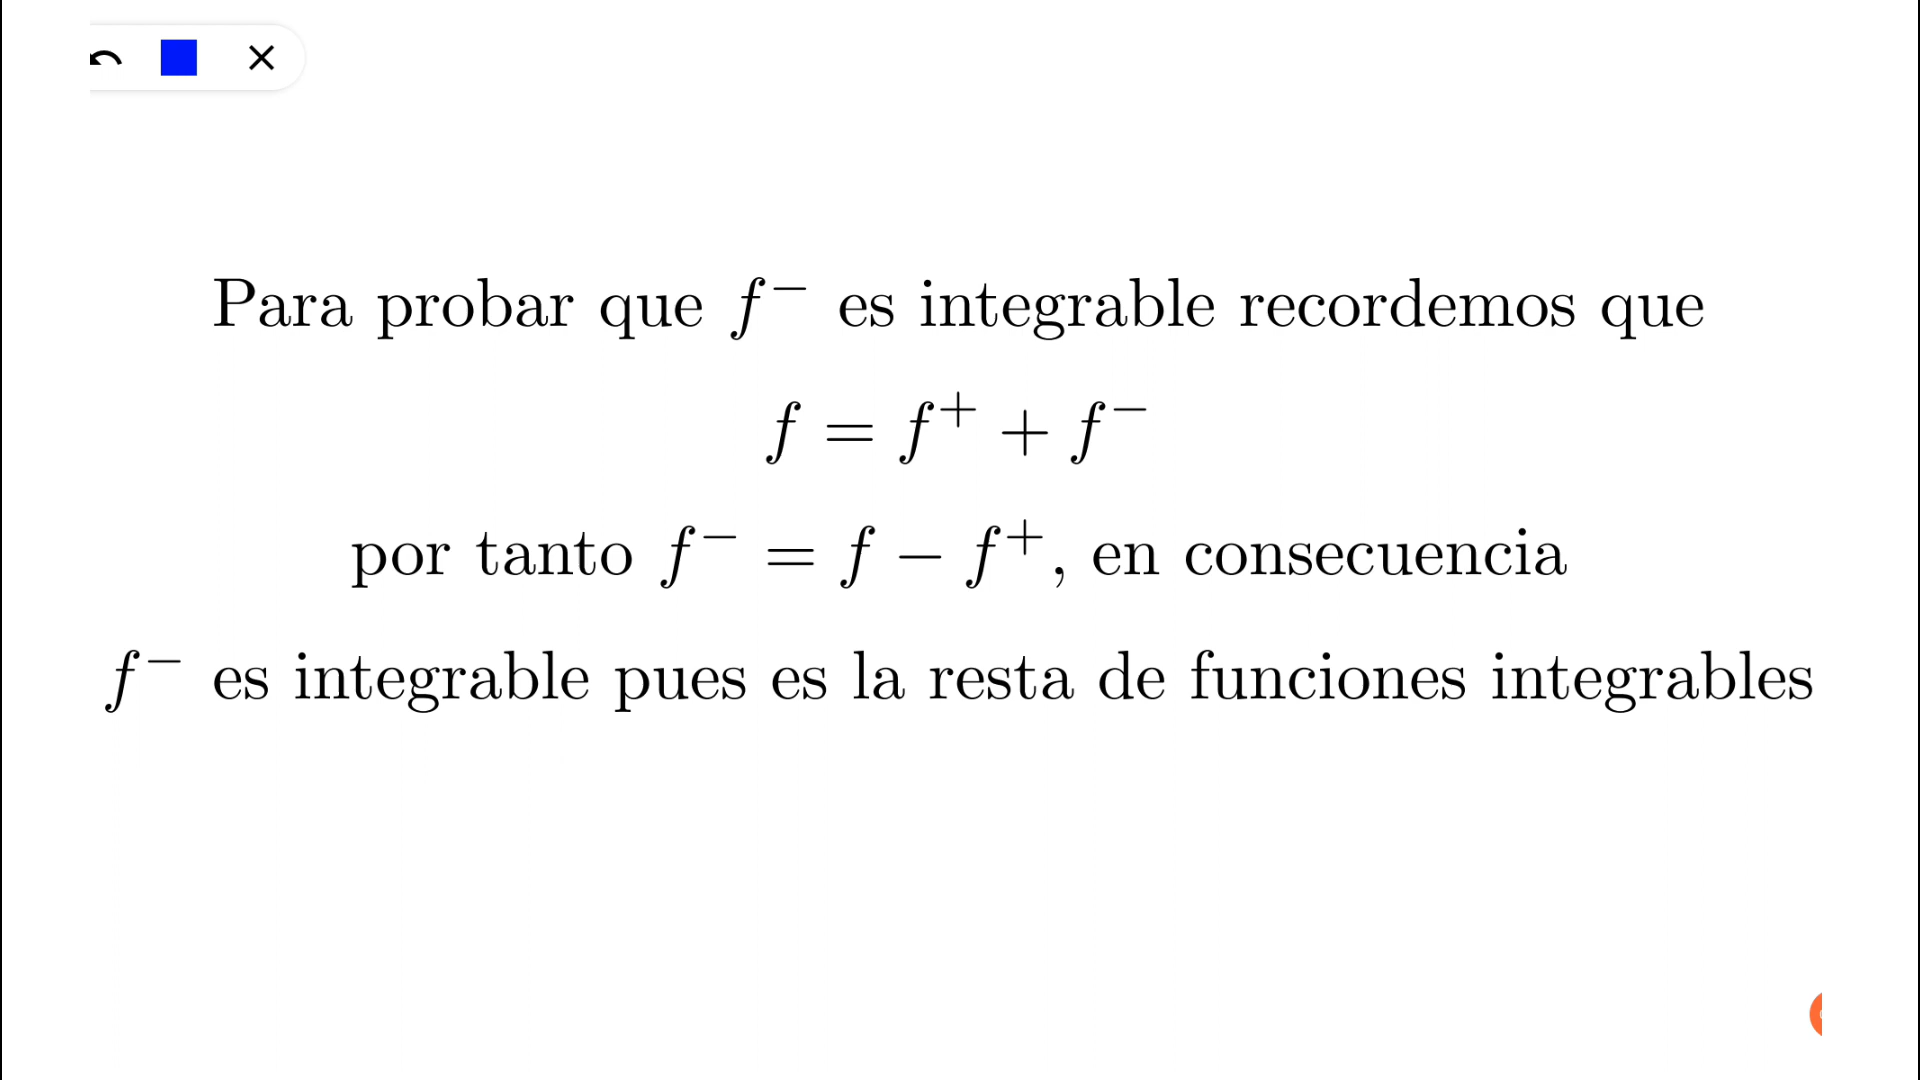 Para probar que f⁻ es integrable recordemos que
f = f⁺ + f⁻
por tanto f⁻ = f − f⁺, en consecuencia
f⁻ es integrable pues es la resta de funciones integrables